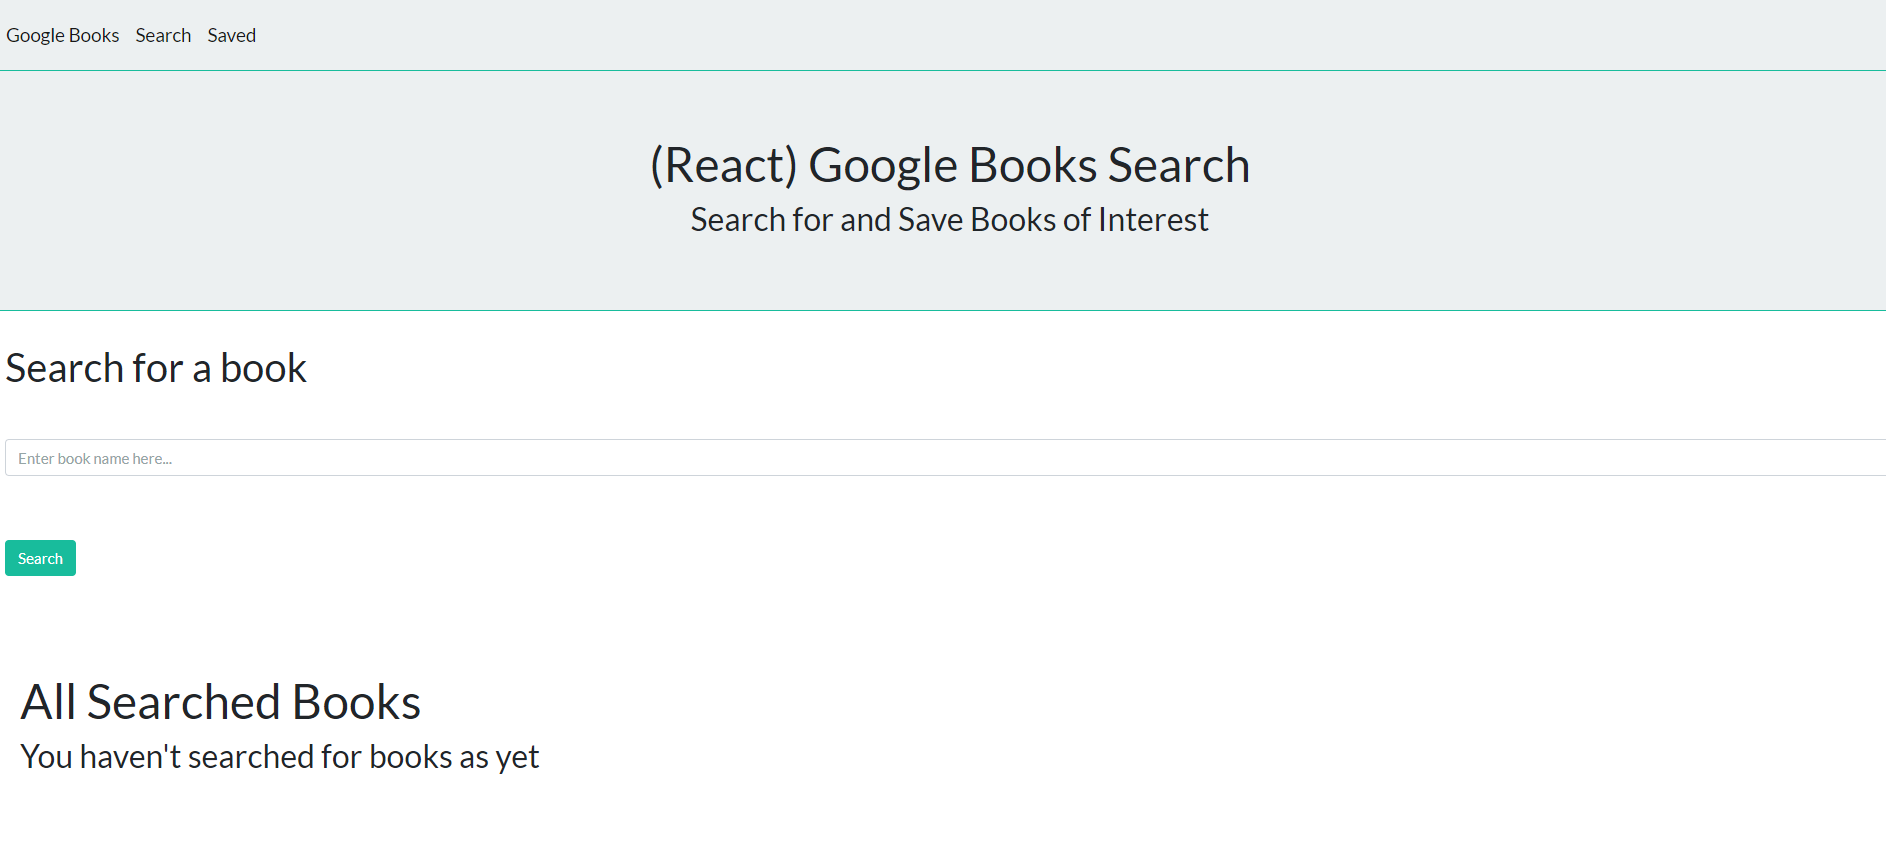 Google Books Search Saved
(React) Google Books Search
Search for and Save Books of Interest
Search for a book
Enter book name here...
Search
All Searched Books
You haven't searched for books as yet